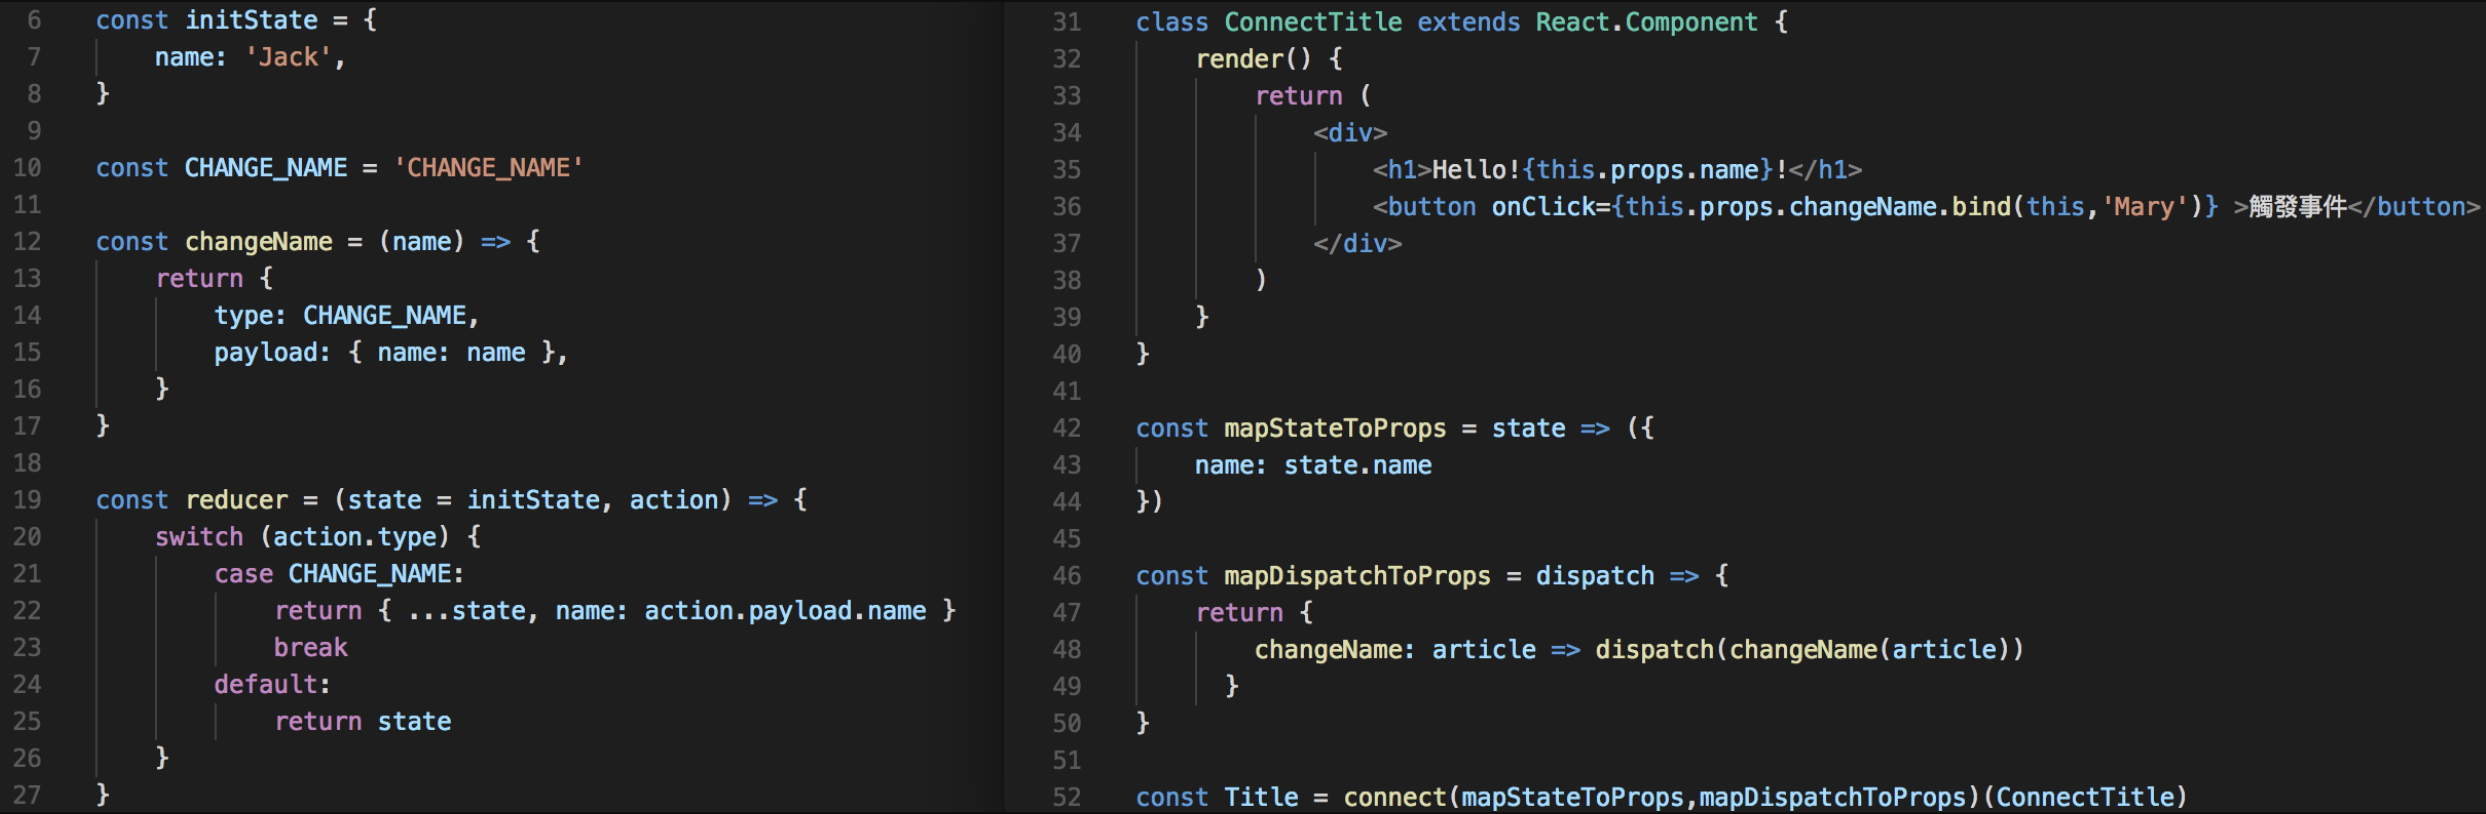 6 const initState = {
7 name: 'Jack',
8 }
9
10 const CHANGE_NAME = 'CHANGE_NAME'
11
12 const changeName = (name) => {
13 return {
14 type: CHANGE_NAME,
15 payload: { name: name },
16 }
17 }
18
19 const reducer = (state = initState, action) => {
20 switch (action.type) {
21 case CHANGE_NAME:
22 return { ...state, name: action.payload.name }
23 break
24 default:
25 return state
26 }
27 }
31 class ConnectTitle extends React.Component {
32 render() {
33 return (
34 <div>
35 <h1>Hello!{this.props.name}!</h1>
36 <button onClick={this.props.changeName.bind(this,'Mary')} >觸發事件</button>
37 </div>
38 )
39 }
40 }
41
42 const mapStateToProps = state => ({
43 name: state.name
44 })
45
46 const mapDispatchToProps = dispatch => {
47 return {
48 changeName: article => dispatch(changeName(article))
49 }
50 }
51
52 const Title = connect(mapStateToProps,mapDispatchToProps)(ConnectTitle)